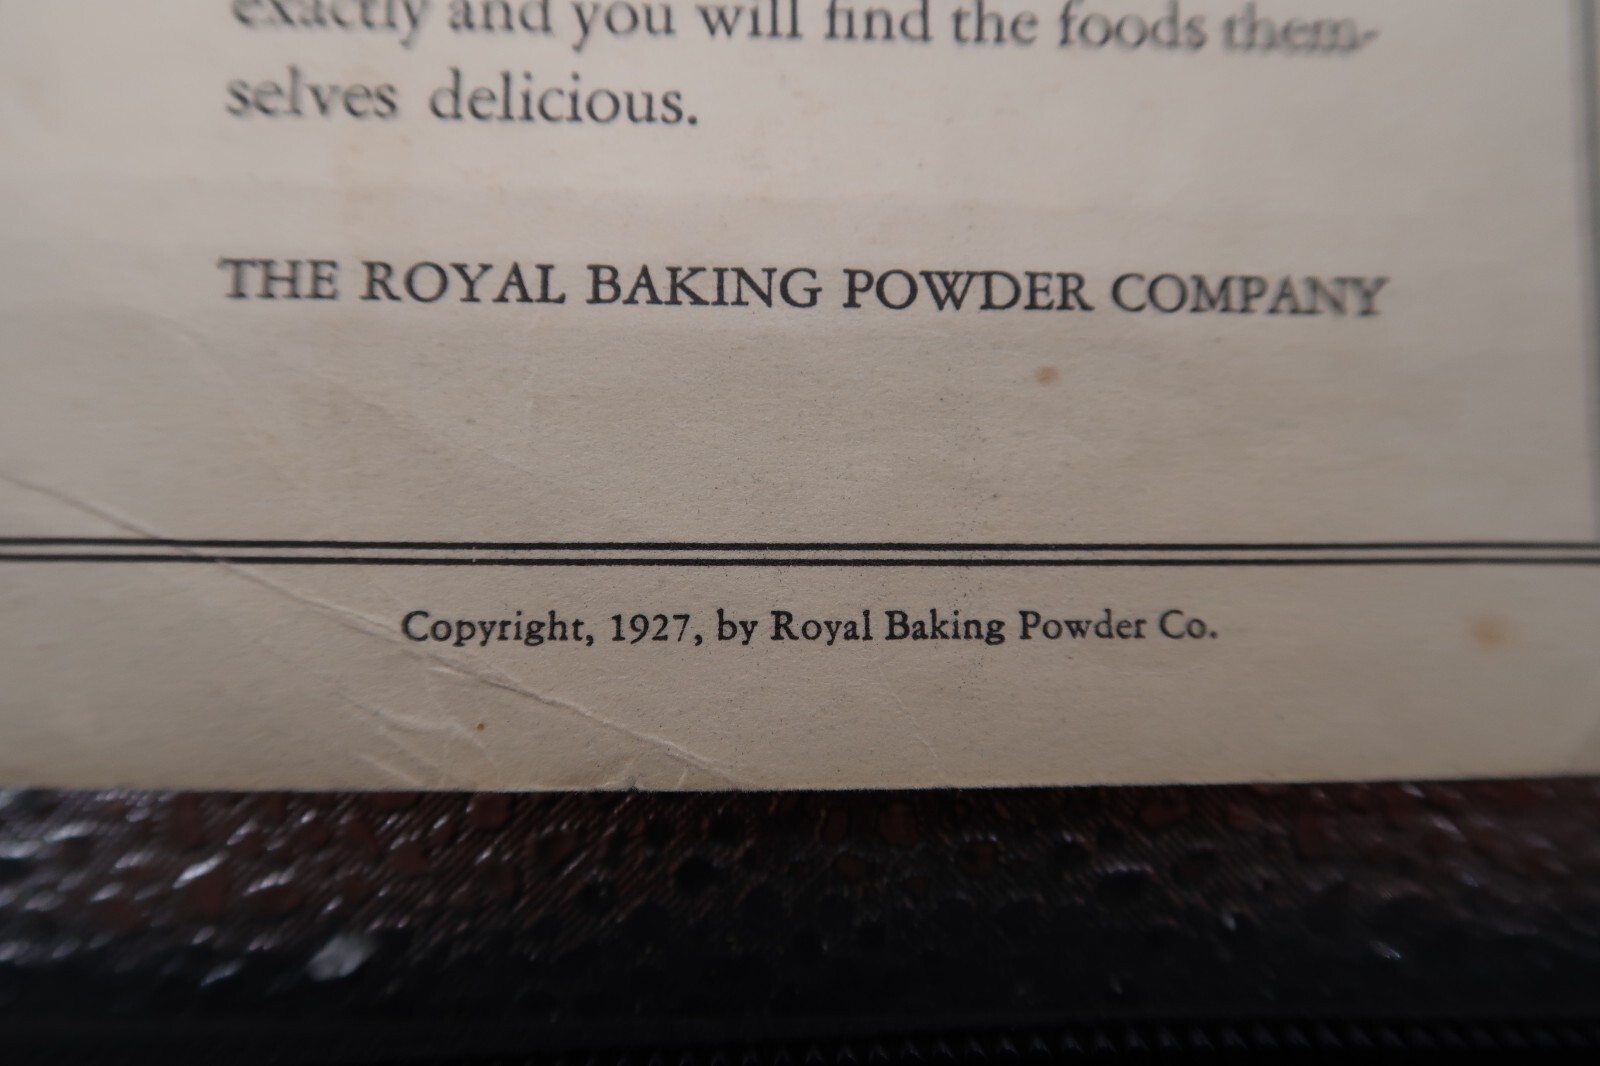 exactly and you will find the foods them-
selves delicious.
THE ROYAL BAKING POWDER COMPANY
Copyright, 1927, by Royal Baking Powder Co.